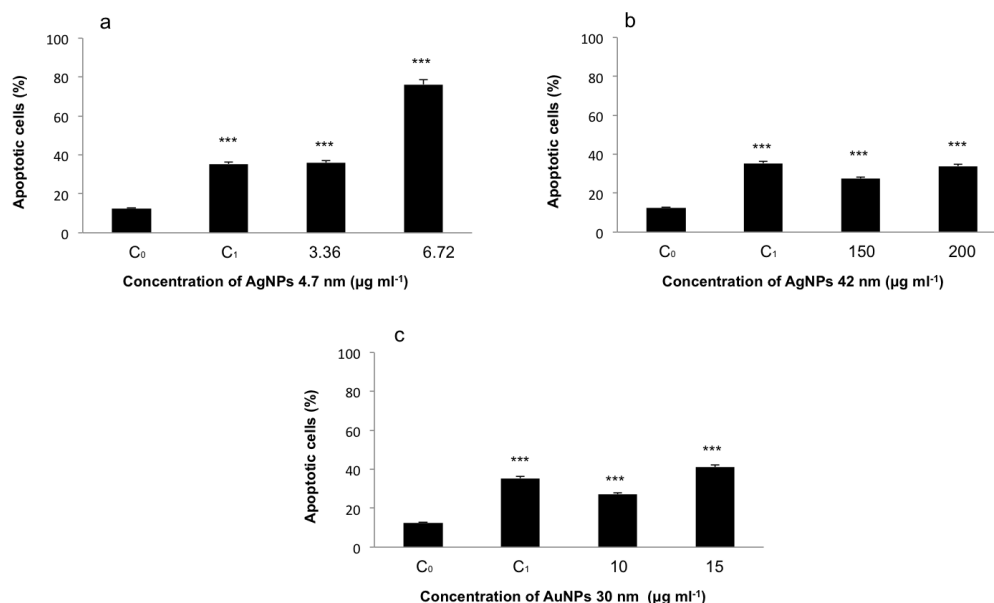 a
Apoptotic cells (%)
100
80
60
40
20
0
***
***
***
C₀ C₁ 3.36 6.72
Concentration of AgNPs 4.7 nm (µg ml⁻¹)
b
Apoptotic cells (%)
100
80
60
40
20
0
***
***
***
C₀ C₁ 150 200
Concentration of AgNPs 42 nm (µg ml⁻¹)
c
Apoptotic cells (%)
100
80
60
40
20
0
***
***
***
C₀ C₁ 10 15
Concentration of AuNPs 30 nm (µg ml⁻¹)